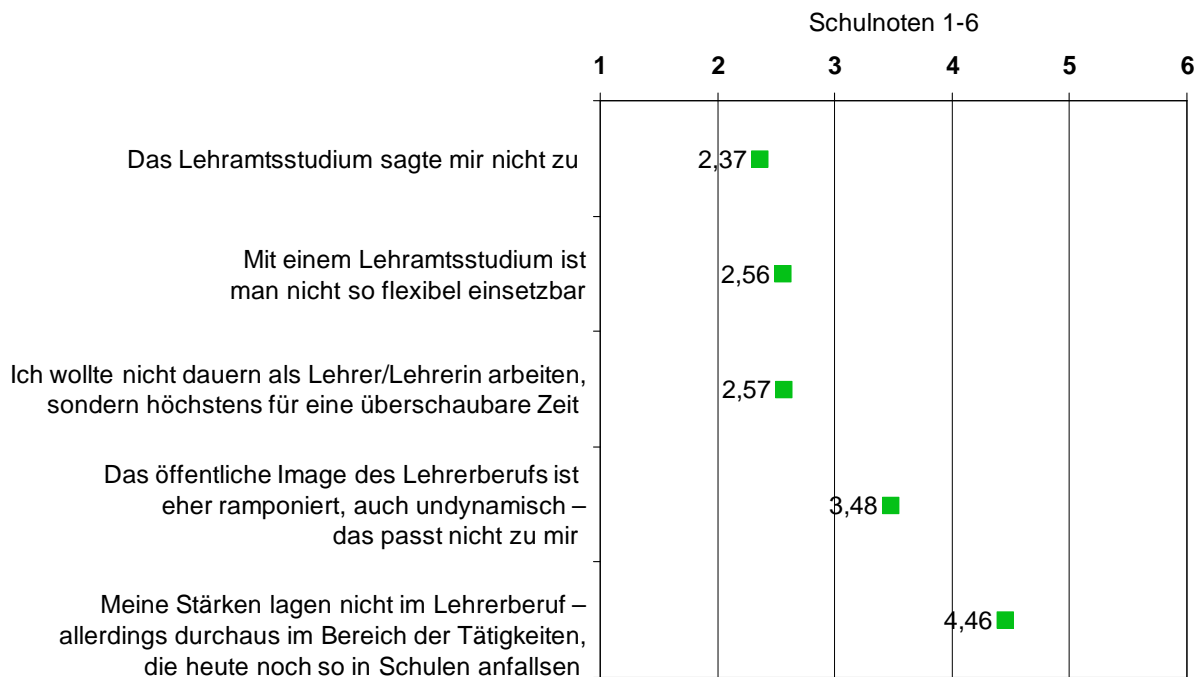 Schulnoten 1-6
1 2 3 4 5 6
Das Lehramtsstudium sagte mir nicht zu
2,37
Mit einem Lehramtsstudium ist
man nicht so flexibel einsetzbar
2,56
Ich wollte nicht dauern als Lehrer/Lehrerin arbeiten,
sondern höchstens für eine überschaubare Zeit
2,57
Das öffentliche Image des Lehrerberufs ist
eher ramponiert, auch undynamisch –
das passt nicht zu mir
3,48
Meine Stärken lagen nicht im Lehrerberuf –
allerdings durchaus im Bereich der Tätigkeiten,
die heute noch so in Schulen anfallsen
4,46